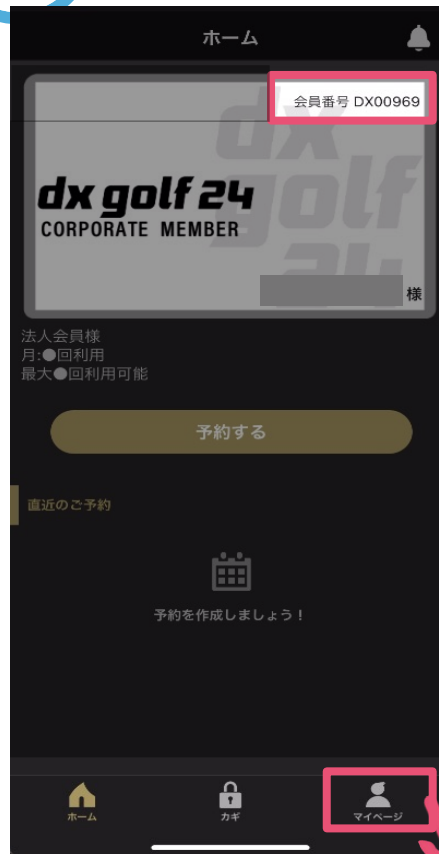 ホーム
会員番号 DX00969
dx golf 24
dx golf 24
CORPORATE MEMBER
様
法人会員様
月:●回利用
最大●回利用可能
予約する
直近のご予約
予約を作成しましょう！
ホーム
カギ
マイページ